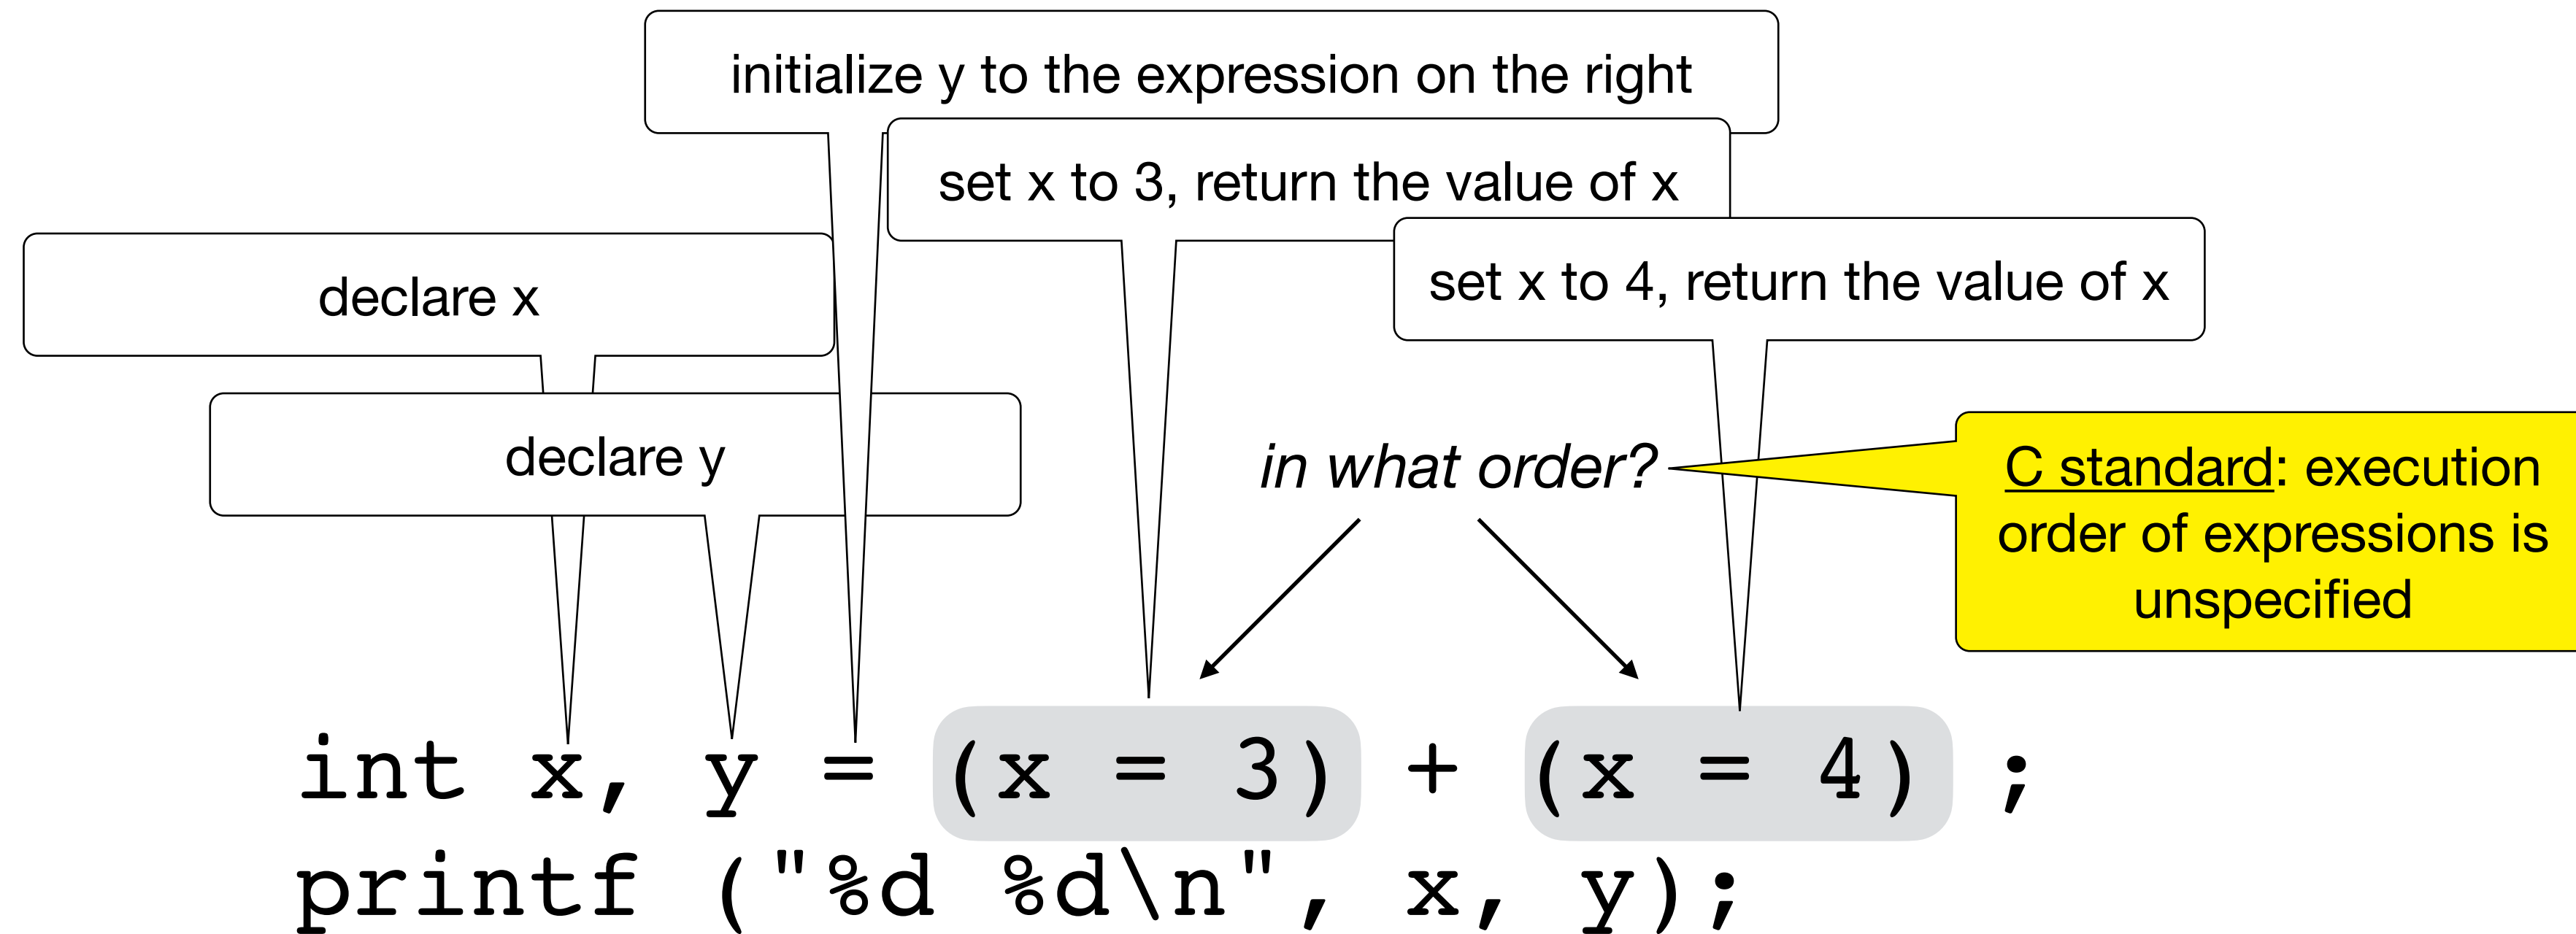 initialize y to the expression on the right
set x to 3, return the value of x
set x to 4, return the value of x
declare x
declare y
in what order?
C standard: execution
order of expressions is
unspecified
int x, y = (x = 3) + (x = 4) ;
printf ("%d %d\n", x, y);